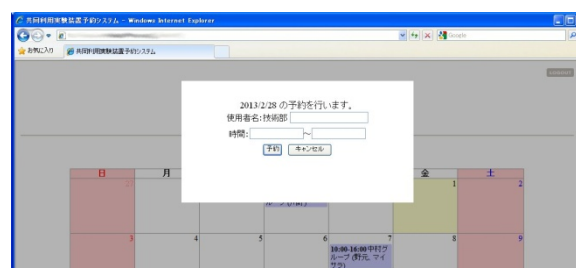 共同利用実験装置予約システム - Windows Internet Explorer
Google
お気に入り
共同利用実験装置予約システム
2013/2/28 の予約を行います。
使用者名:技術部
時間: ～
予約 キャンセル
日 月 金 土
1 2
3 4 5 6 7 8 9
10:00-16:00 中村グ
ループ (野元, マイ